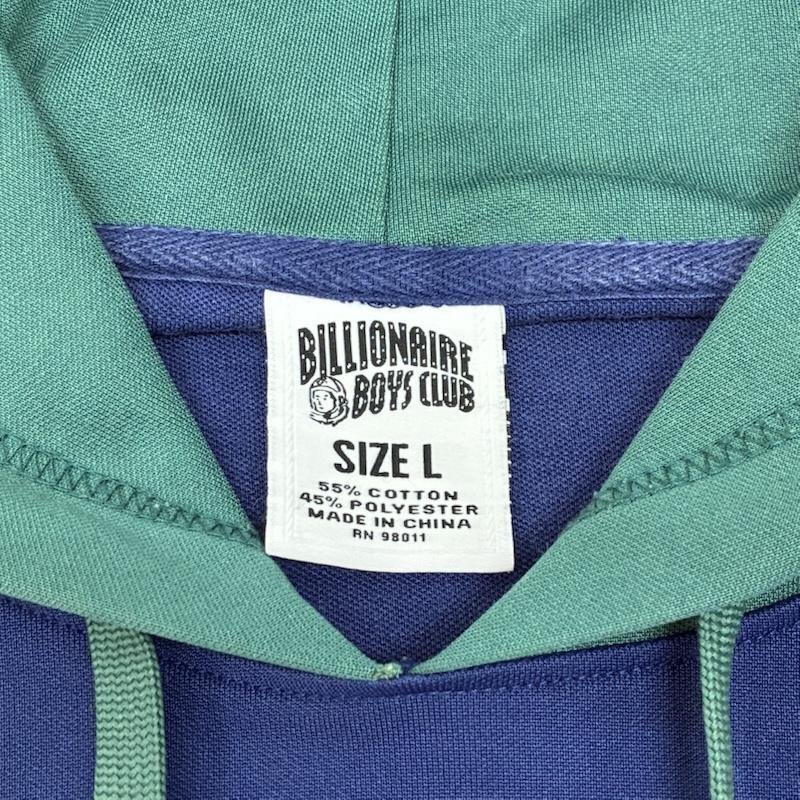 BILLIONAIRE
BOYS CLUB
SIZE L
55% COTTON
45% POLYESTER
MADE IN CHINA
RN 98011